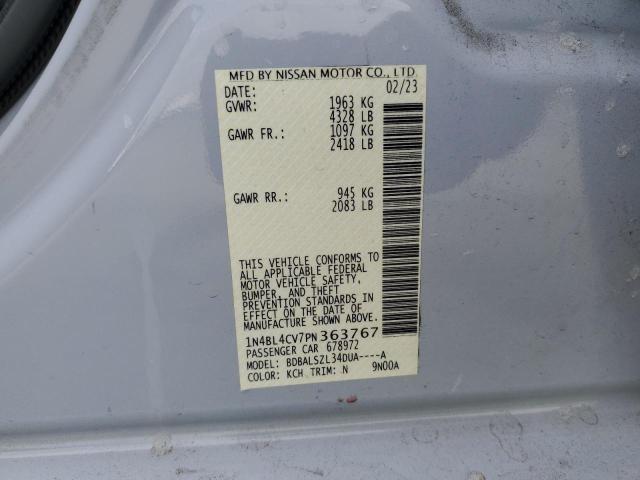 MFD BY NISSAN MOTOR CO., LTD.
DATE: 02/23
GVWR: 1963 KG
4328 LB
GAWR FR.: 1097 KG
2418 LB
GAWR RR.: 945 KG
2083 LB
THIS VEHICLE CONFORMS TO
ALL APPLICABLE FEDERAL
MOTOR VEHICLE SAFETY,
BUMPER, AND THEFT
PREVENTION STANDARDS IN
EFFECT ON THE DATE OF
MANUFACTURE SHOWN ABOVE.
1N4BL4CV7PN363767
PASSENGER CAR 678972
MODEL: BDBALSZL34DUA----A
COLOR: KCH TRIM: N 9N00A